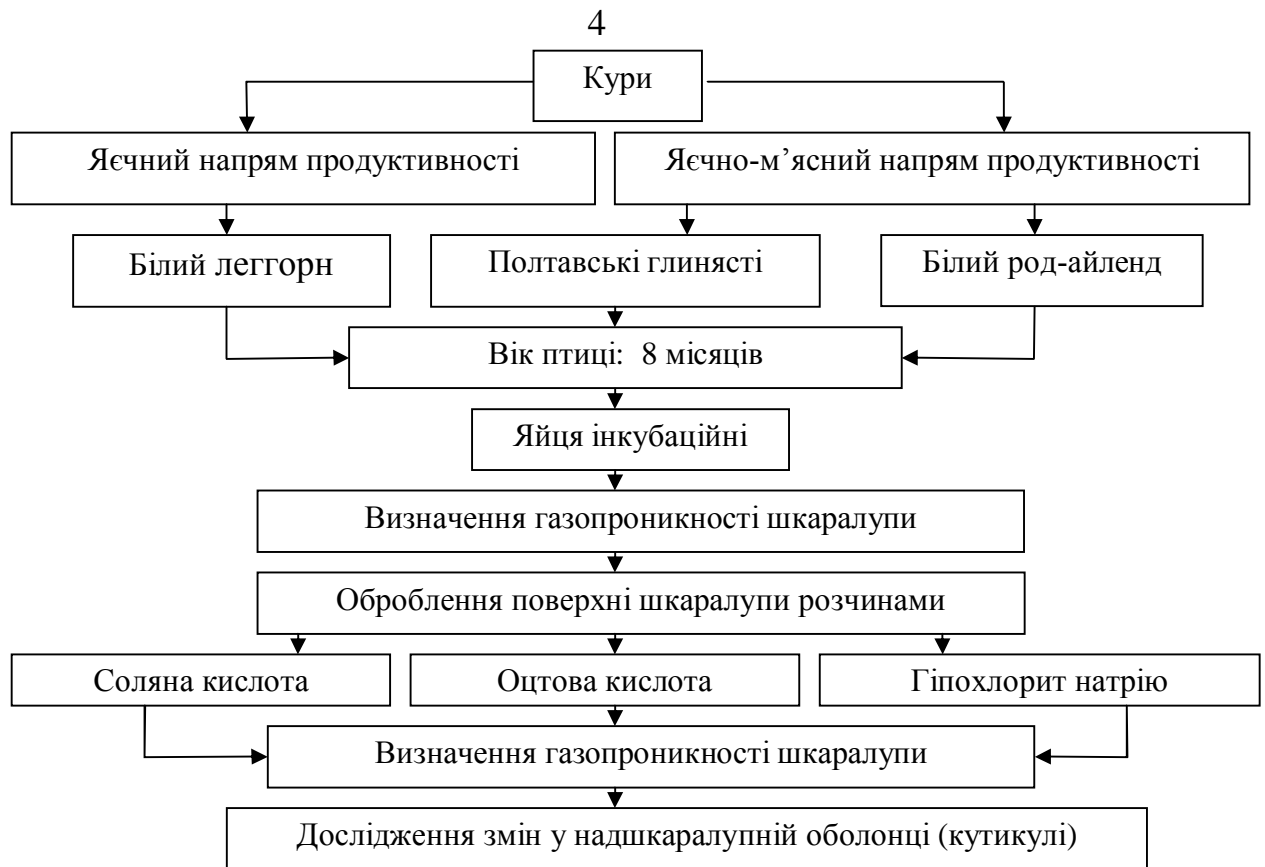 4
Кури
Яєчний напрям продуктивності
Яєчно-м’ясний напрям продуктивності
Білий леггорн
Полтавські глинясті
Білий род-айленд
Вік птиці: 8 місяців
Яйця інкубаційні
Визначення газопроникності шкаралупи
Оброблення поверхні шкаралупи розчинами
Соляна кислота
Оцтова кислота
Гіпохлорит натрію
Визначення газопроникності шкаралупи
Дослідження змін у надшкаралупній оболонці (кутикулі)